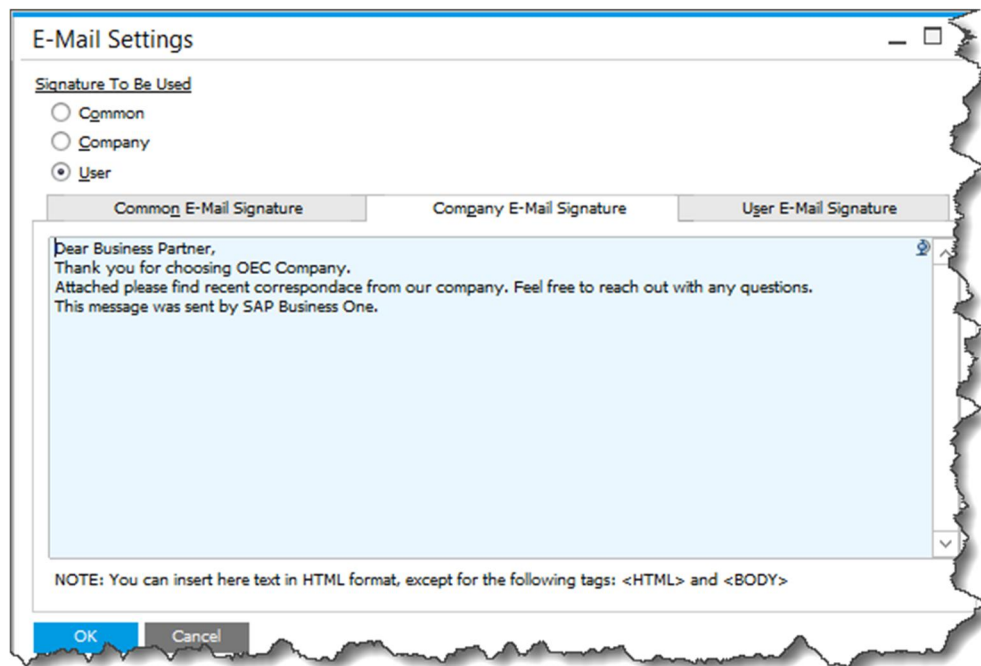 E-Mail Settings
Signature To Be Used
Common
Company
User
Common E-Mail Signature
Company E-Mail Signature
User E-Mail Signature
Dear Business Partner,
Thank you for choosing OEC Company.
Attached please find recent correspondace from our company. Feel free to reach out with any questions.
This message was sent by SAP Business One.
NOTE: You can insert here text in HTML format, except for the following tags: <HTML> and <BODY>
OK
Cancel